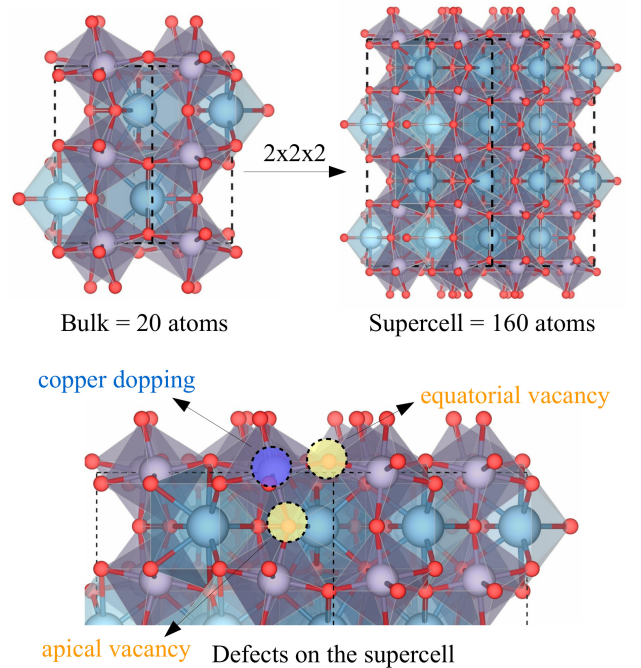 2x2x2
Bulk = 20 atoms
Supercell = 160 atoms
copper dopping
equatorial vacancy
apical vacancy
Defects on the supercell